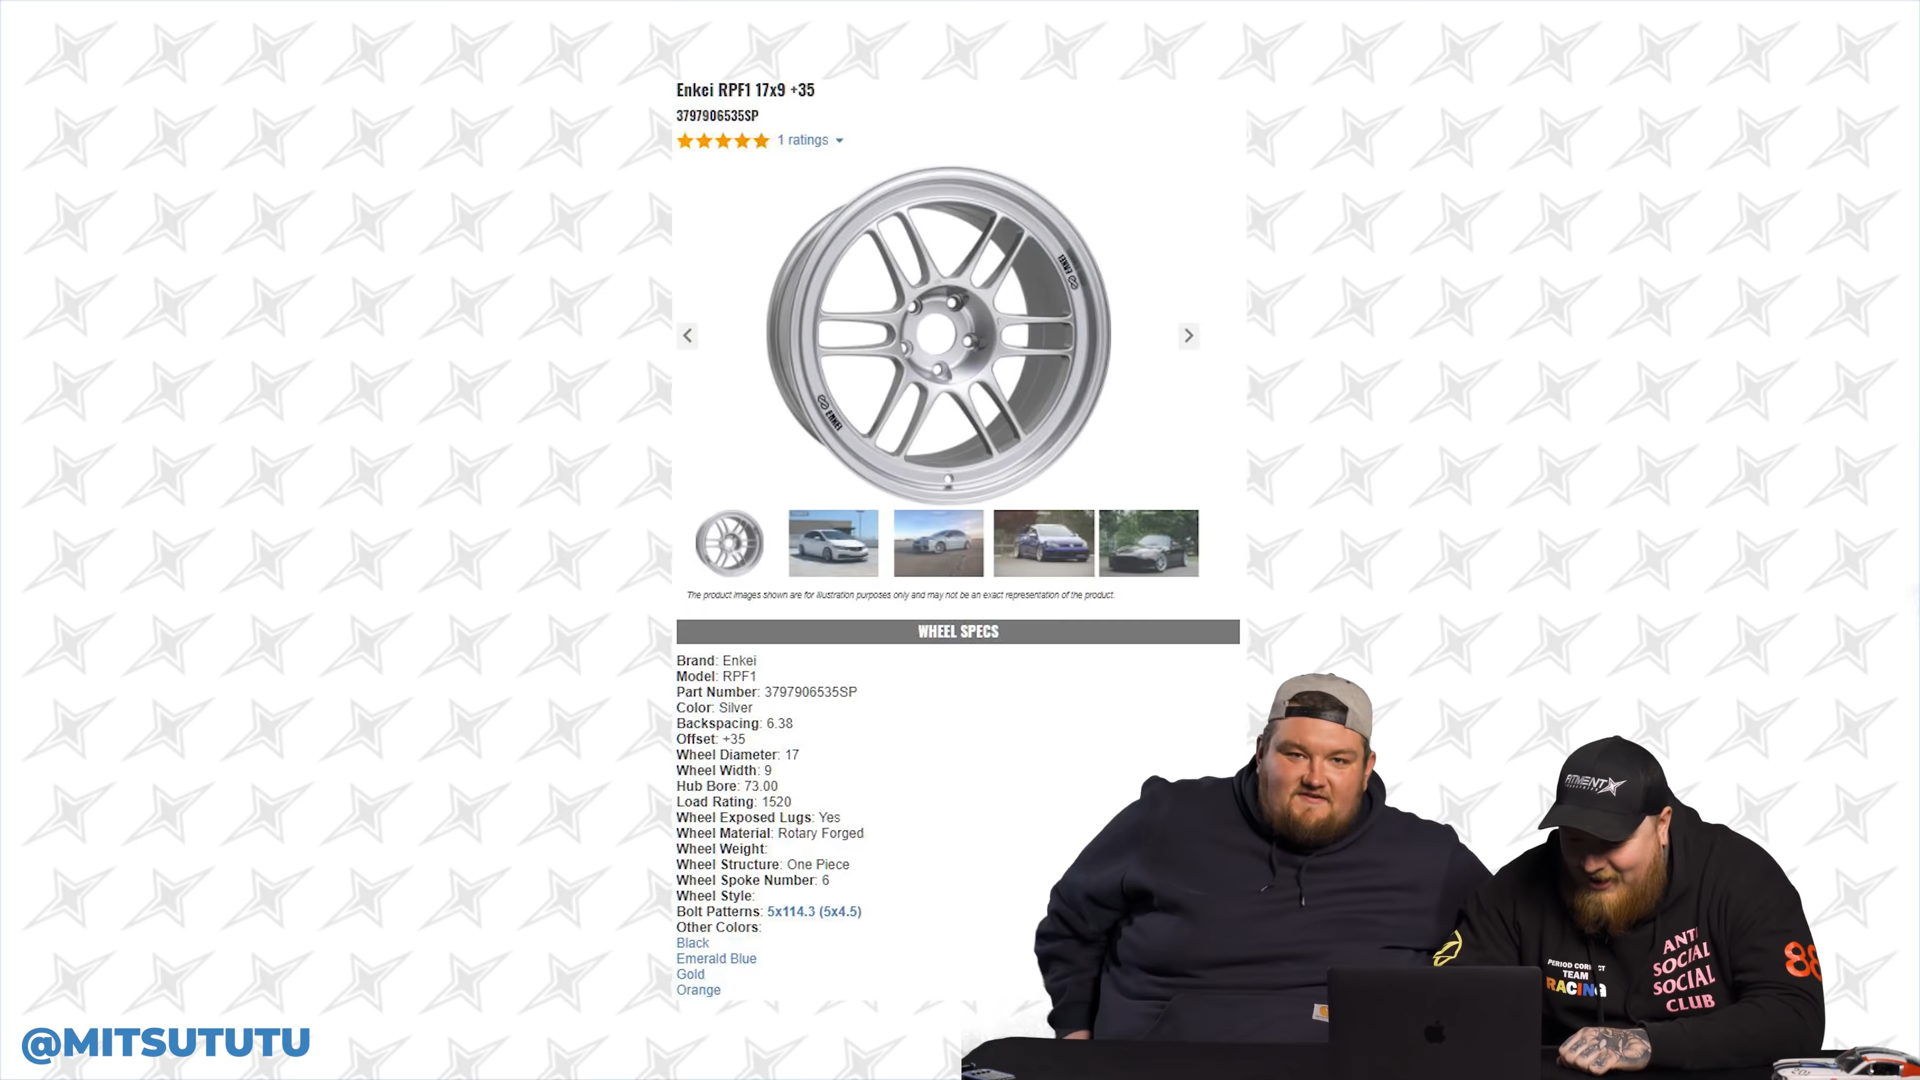 Enkei RPF1 17x9 +35
3797906535SP
1 ratings
ENKEI
ENKEI
The product images shown are for illustration purposes only and may not be an exact representation of the product.
WHEEL SPECS
Brand: Enkei
Model: RPF1
Part Number: 3797906535SP
Color: Silver
Backspacing: 6.38
Offset: +35
Wheel Diameter: 17
Wheel Width: 9
Hub Bore: 73.00
Load Rating: 1520
Wheel Exposed Lugs: Yes
Wheel Material: Rotary Forged
Wheel Weight:
Wheel Structure: One Piece
Wheel Spoke Number: 6
Wheel Style:
Bolt Patterns: 5x114.3 (5x4.5)
Other Colors:
Black
Emerald Blue
Gold
Orange
FITMENT
PERIOD
TEAM
RACING
ANTI
SOCIAL
SOCIAL
CLUB
88
@MITSUTUTU